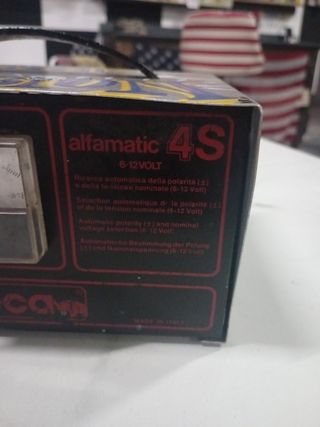 alfamatic 4S
6-12 VOLT
Ricerca automatica della polarità (±)
e della tensione nominale (6-12 Volt)
Sélection automatique de la polarité (±)
et de la tension nominale (6-12 Volt)
Automatic polarity (±) and nominal
voltage selection (6-12 Volt)
Automatische Bestimmung der Polung
(±) und Nennspannung (6-12 Volt)
MADE IN ITALY